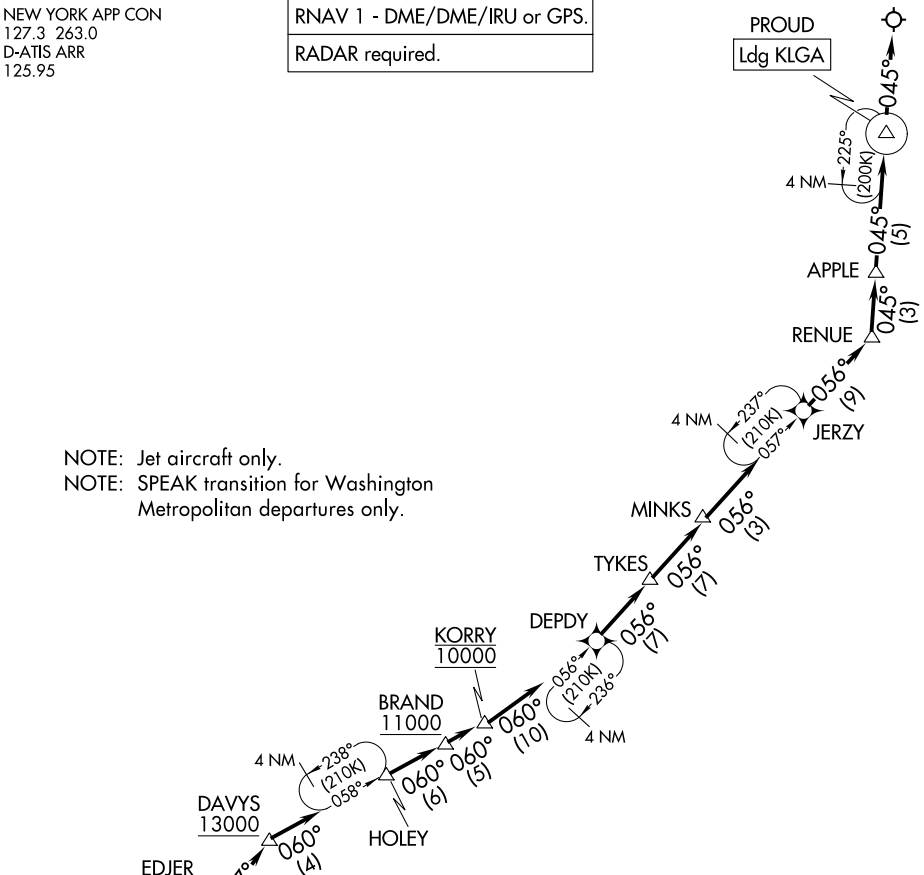 NEW YORK APP CON
127.3 263.0
D-ATIS ARR
125.95
RNAV 1 - DME/DME/IRU or GPS.
RADAR required.
PROUD
Ldg KLGA
045°
225°
(200K)
4 NM
045°
(5)
APPLE
045°
(3)
RENUE
056°
(9)
237°
(210K)
057°
4 NM
JERZY
NOTE: Jet aircraft only.
NOTE: SPEAK transition for Washington
Metropolitan departures only.
MINKS
056°
(3)
TYKES
056°
(7)
DEPDY
056°
(7)
056°
(210K)
236°
4 NM
KORRY
10000
060°
(10)
BRAND
11000
060°
(5)
4 NM
238°
(210K)
058°
060°
(6)
HOLEY
DAVYS
13000
060°
(4)
EDJER